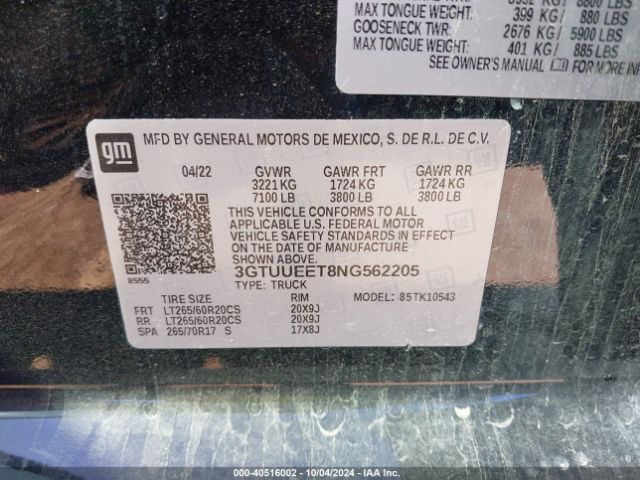 3992 KG / 8800 LBS
MAX TONGUE WEIGHT: 399 KG / 880 LBS
GOOSENECK TWR: 2676 KG / 5900 LBS
MAX TONGUE WEIGHT: 401 KG / 885 LBS
SEE OWNER'S MANUAL FOR MORE INF
gm MFD BY GENERAL MOTORS DE MEXICO, S. DE R.L. DE C.V.
04/22 GVWR GAWR FRT GAWR RR
3221 KG 1724 KG 1724 KG
7100 LB 3800 LB 3800 LB
THIS VEHICLE CONFORMS TO ALL
APPLICABLE U.S. FEDERAL MOTOR
VEHICLE SAFETY STANDARDS IN EFFECT
ON THE DATE OF MANUFACTURE
SHOWN ABOVE.
8555
3GTUUEET8NG562205
TYPE: TRUCK MODEL: 85TK10543
TIRE SIZE RIM
FRT LT265/60R20CS 20X9J
RR LT265/60R20CS 20X9J
SPA 265/70R17 S 17X8J
000-40516002 - 10/04/2024 - IAA Inc.